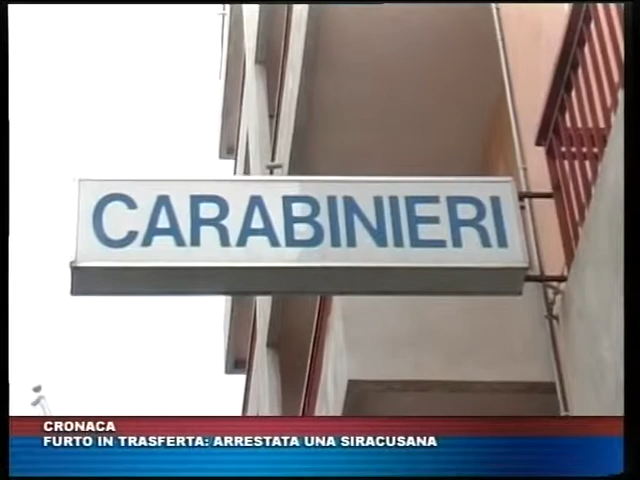 CARABINIERI
CRONACA
FURTO IN TRASFERTA: ARRESTATA UNA SIRACUSANA